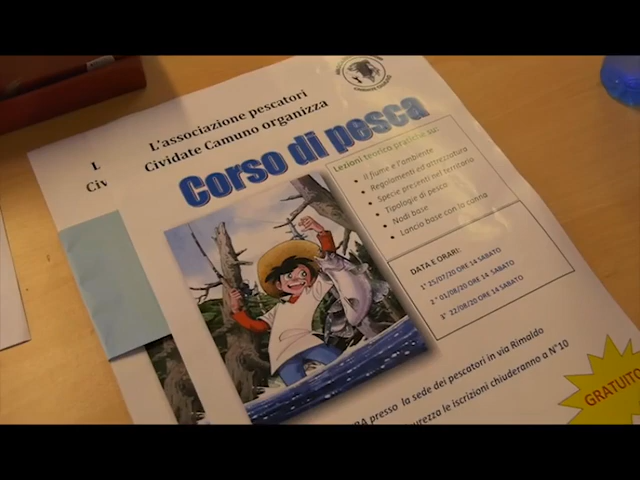 L'associazione pescatori
Cividate Camuno organizza
L
Civ
Corso di pesca
Lezioni teorico pratiche su:
Il fiume e l'ambiente
Regolamenti ed attrezzatura
Specie presenti nel territorio
Tipologie di pesca
Nodi base
Lancio base con la canna
DATA E ORARI:
1° 25/07/20 ORE 14 SABATO
2° 01/08/20 ORE 14 SABATO
3° 22/08/20 ORE 14 SABATO
presso la sede dei pescatori in via Rimaldo
le iscrizioni chiuderanno a N°10
GRATUITO